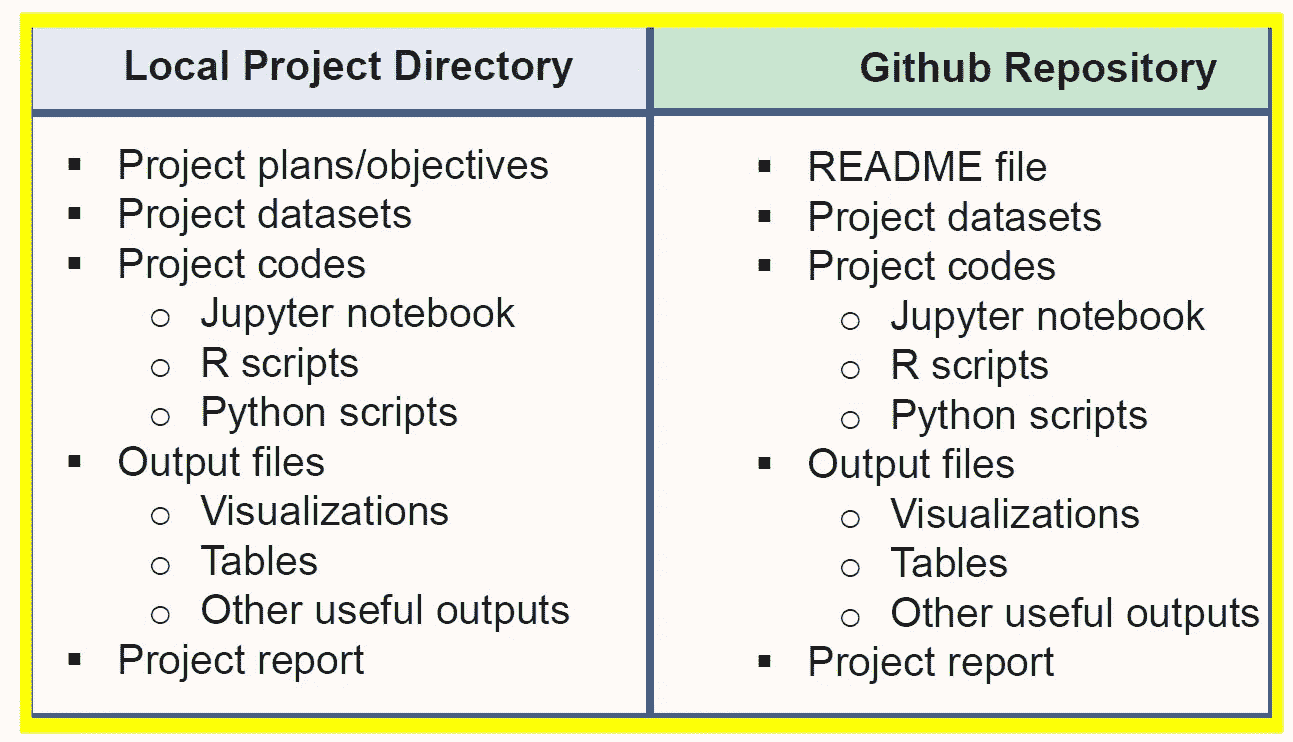 Local Project Directory
▪ Project plans/objectives
▪ Project datasets
▪ Project codes
o Jupyter notebook
o R scripts
o Python scripts
▪ Output files
o Visualizations
o Tables
o Other useful outputs
▪ Project report
Github Repository
▪ README file
▪ Project datasets
▪ Project codes
o Jupyter notebook
o R scripts
o Python scripts
▪ Output files
o Visualizations
o Tables
o Other useful outputs
▪ Project report